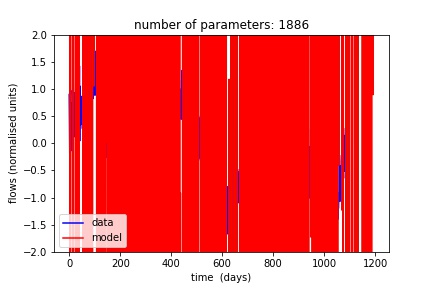 number of parameters: 1886
flows (normalised units)
2.0
1.5
1.0
0.5
0.0
−0.5
−1.0
−1.5
−2.0
data
model
0 200 400 600 800 1000 1200
time (days)